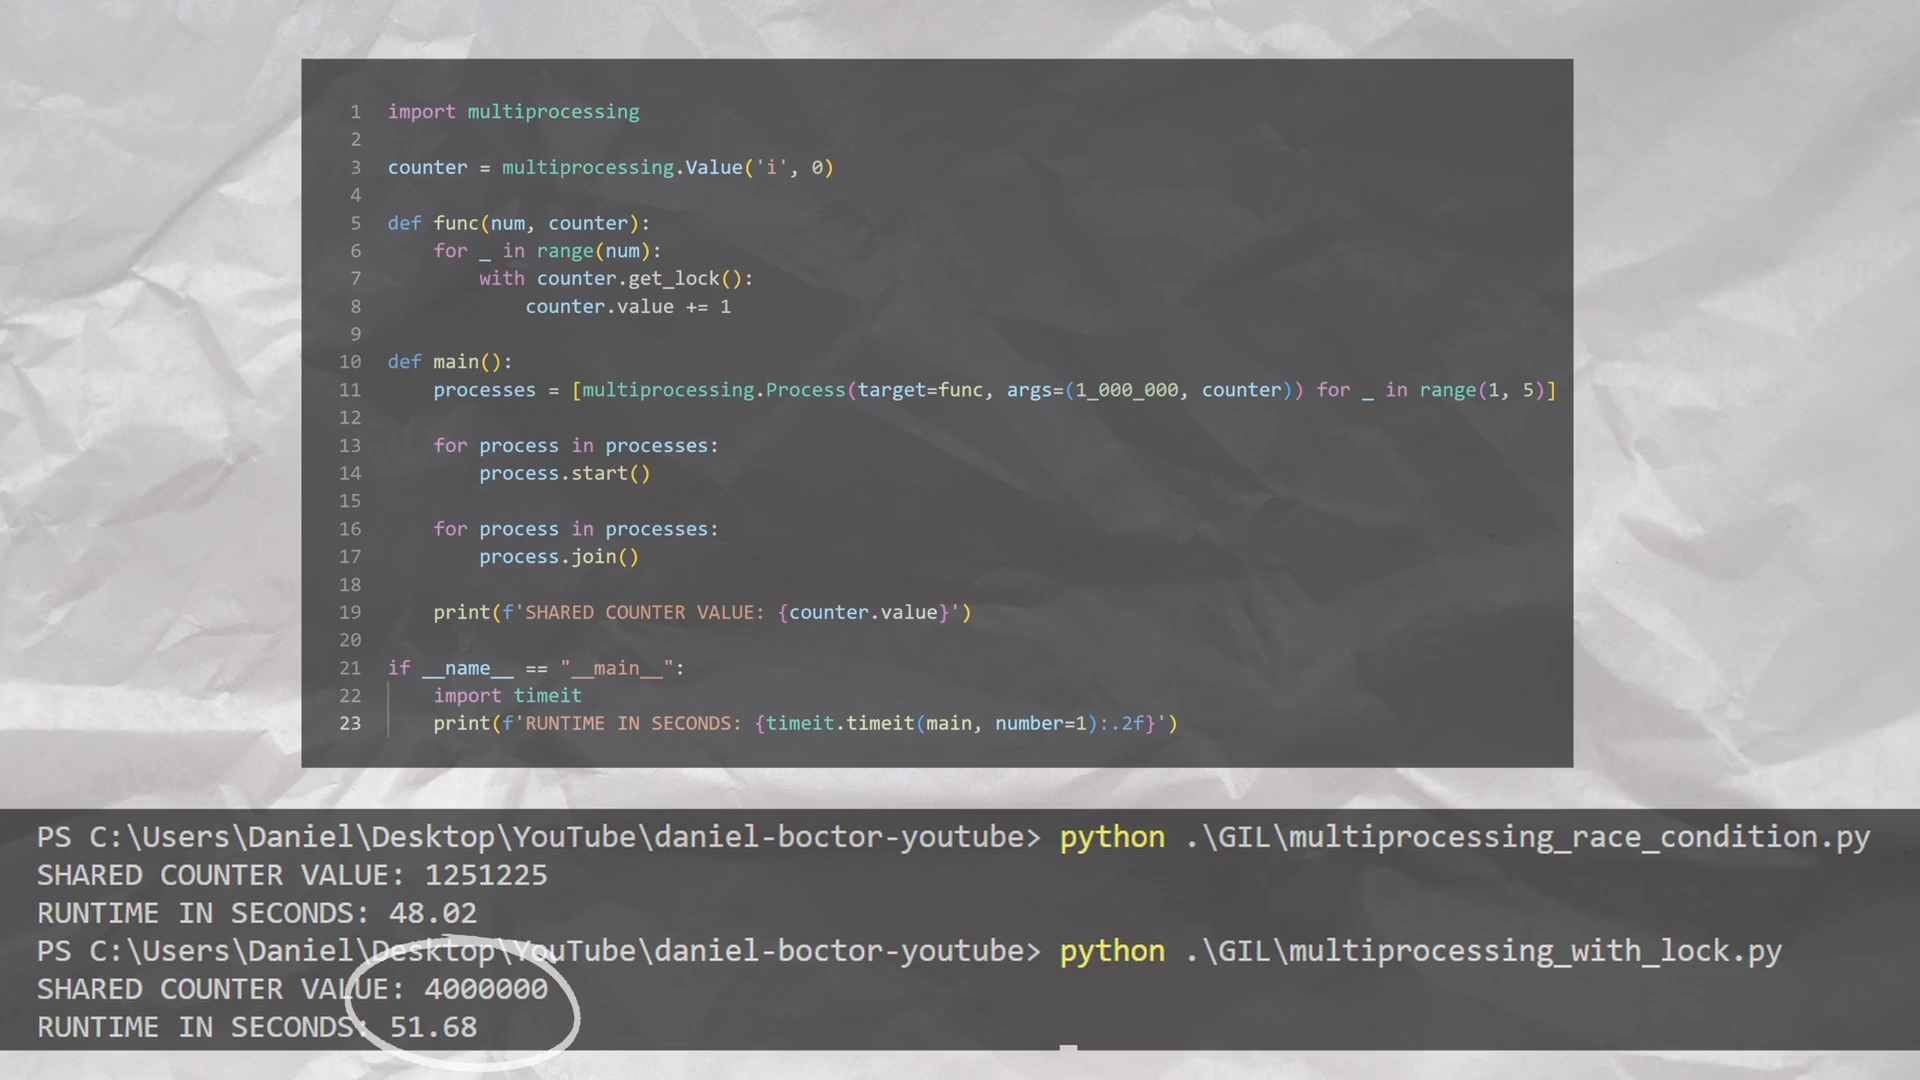 1 import multiprocessing
2
3 counter = multiprocessing.Value('i', 0)
4
5 def func(num, counter):
6     for _ in range(num):
7         with counter.get_lock():
8             counter.value += 1
9
10 def main():
11     processes = [multiprocessing.Process(target=func, args=(1_000_000, counter)) for _ in range(1, 5)]
12
13     for process in processes:
14         process.start()
15
16     for process in processes:
17         process.join()
18
19     print(f'SHARED COUNTER VALUE: {counter.value}')
20
21 if __name__ == "__main__":
22     import timeit
23     print(f'RUNTIME IN SECONDS: {timeit.timeit(main, number=1):.2f}')
PS C:\Users\Daniel\Desktop\YouTube\daniel-boctor-youtube> python .\GIL\multiprocessing_race_condition.py
SHARED COUNTER VALUE: 1251225
RUNTIME IN SECONDS: 48.02
PS C:\Users\Daniel\Desktop\YouTube\daniel-boctor-youtube> python .\GIL\multiprocessing_with_lock.py
SHARED COUNTER VALUE: 4000000
RUNTIME IN SECONDS: 51.68